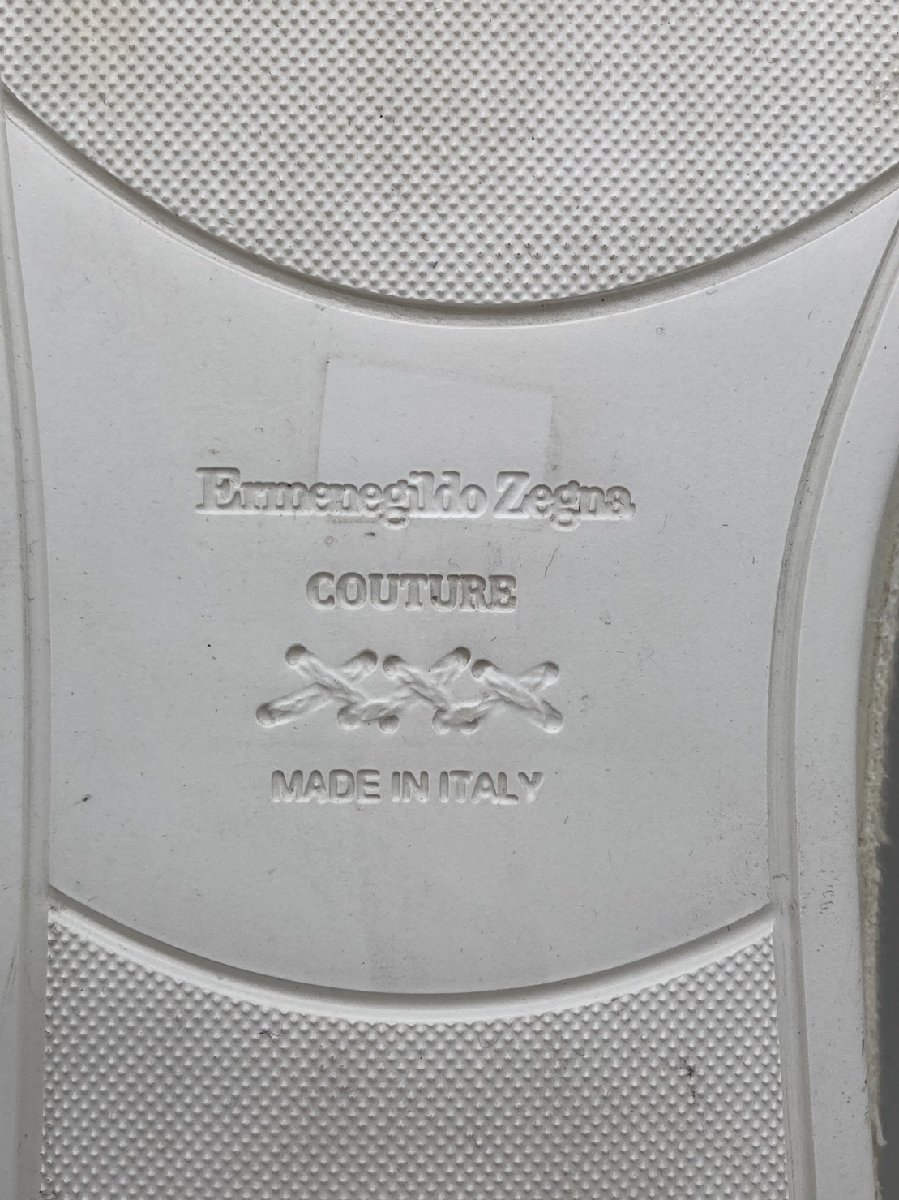 Ermenegildo Zegna
COUTURE
MADE IN ITALY